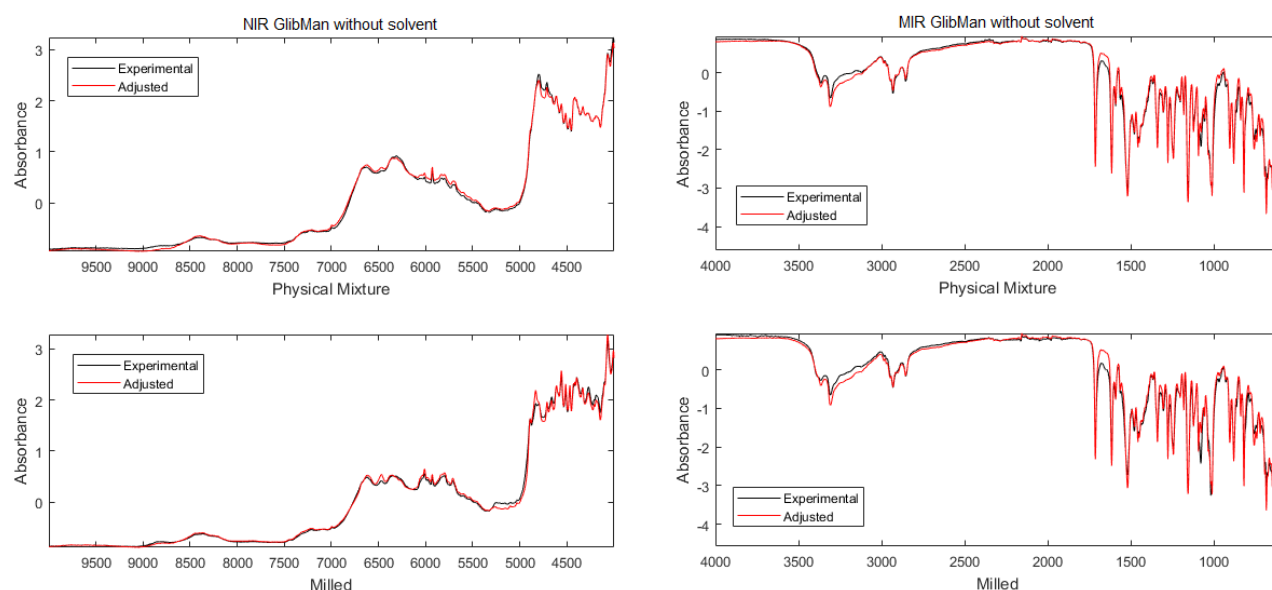 NIR GlibMan without solvent
3
2
1
0
Absorbance
Experimental
Adjusted
9500 9000 8500 8000 7500 7000 6500 6000 5500 5000 4500
Physical Mixture
MIR GlibMan without solvent
0
-1
-2
-3
-4
Absorbance
Experimental
Adjusted
4000 3500 3000 2500 2000 1500 1000
Physical Mixture
3
2
1
0
Absorbance
Experimental
Adjusted
9500 9000 8500 8000 7500 7000 6500 6000 5500 5000 4500
Milled
0
-1
-2
-3
-4
Absorbance
Experimental
Adjusted
4000 3500 3000 2500 2000 1500 1000
Milled